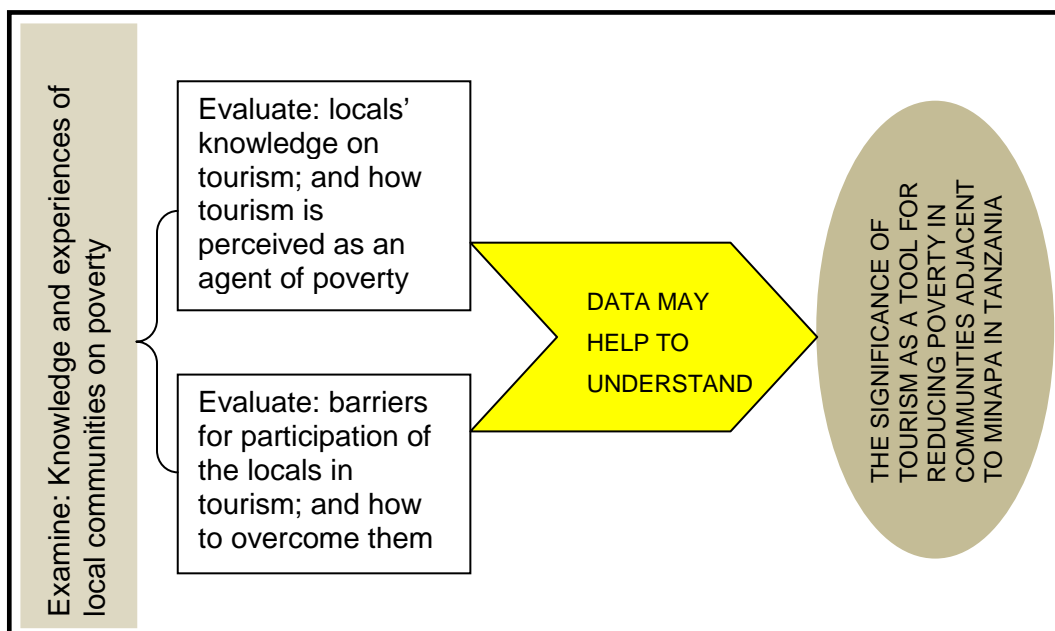 Examine: Knowledge and experiences of
local communities on poverty
Evaluate: locals’
knowledge on
tourism; and how
tourism is
perceived as an
agent of poverty
Evaluate: barriers
for participation of
the locals in
tourism; and how
to overcome them
DATA MAY
HELP TO
UNDERSTAND
THE SIGNIFICANCE OF
TOURISM AS A TOOL FOR
REDUCING POVERTY IN
COMMUNITIES ADJACENT
TO MINAPA IN TANZANIA